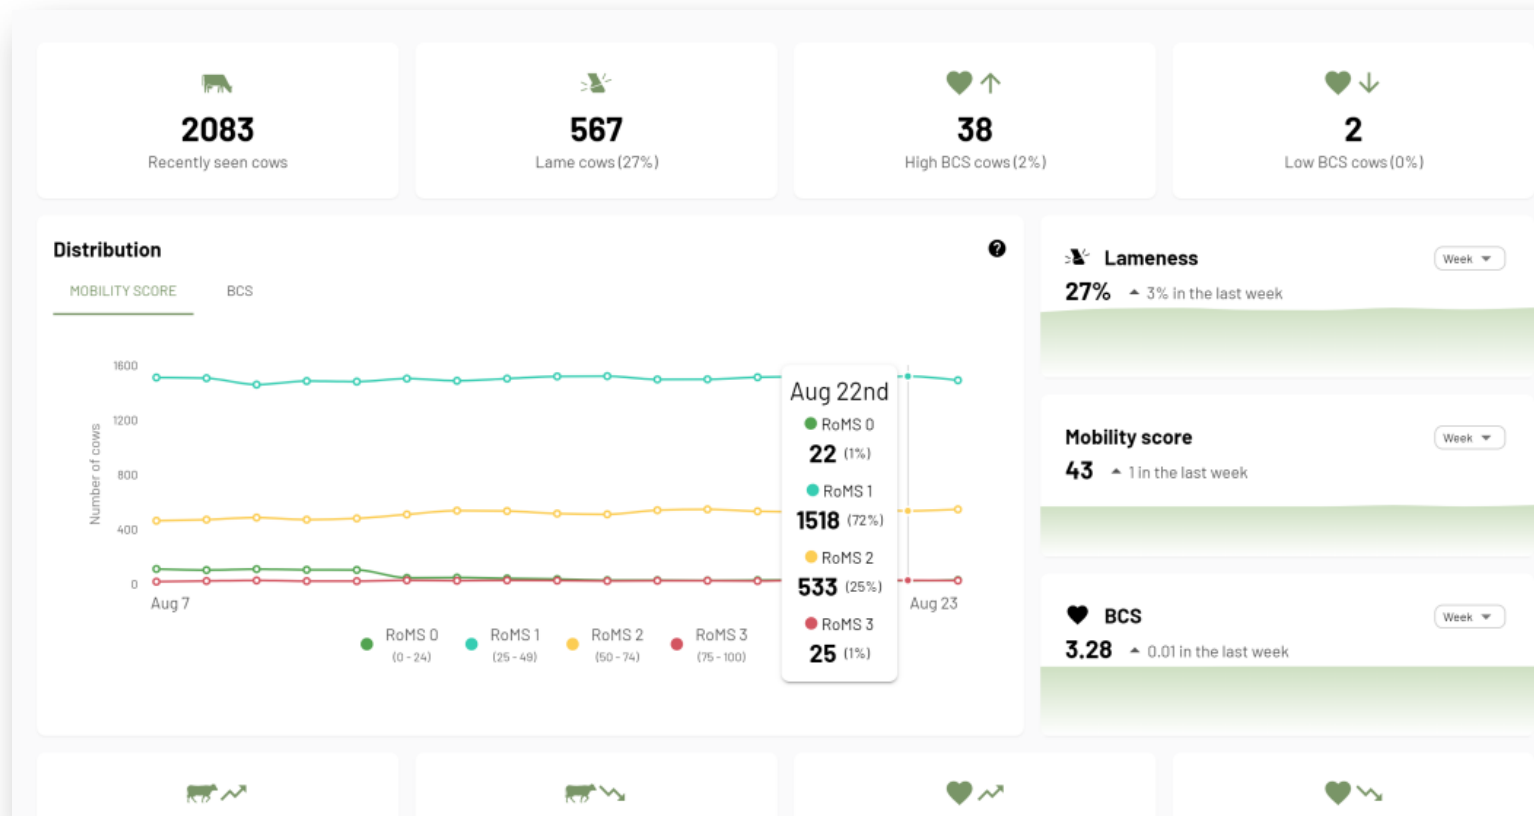 2083
Recently seen cows
567
Lame cows (27%)
38
High BCS cows (2%)
2
Low BCS cows (0%)
Distribution
?
MOBILITY SCORE
BCS
1600
1200
800
400
0
Number of cows
Aug 7
Aug 23
Aug 22nd
RoMS 0
22 (1%)
RoMS 1
1518 (72%)
RoMS 2
533 (25%)
RoMS 3
25 (1%)
RoMS 0
(0 - 24)
RoMS 1
(25 - 49)
RoMS 2
(50 - 74)
RoMS 3
(75 - 100)
Lameness
Week
27% 3% in the last week
Mobility score
Week
43 1 in the last week
BCS
Week
3.28 0.01 in the last week